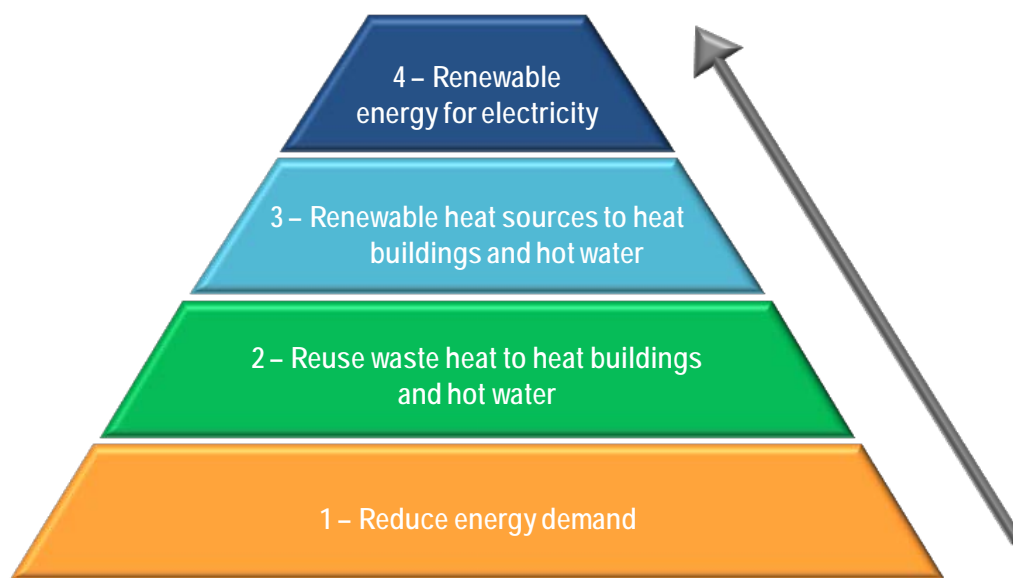 4 – Renewable
energy for electricity
3 – Renewable heat sources to heat
buildings and hot water
2 – Reuse waste heat to heat buildings
and hot water
1 – Reduce energy demand